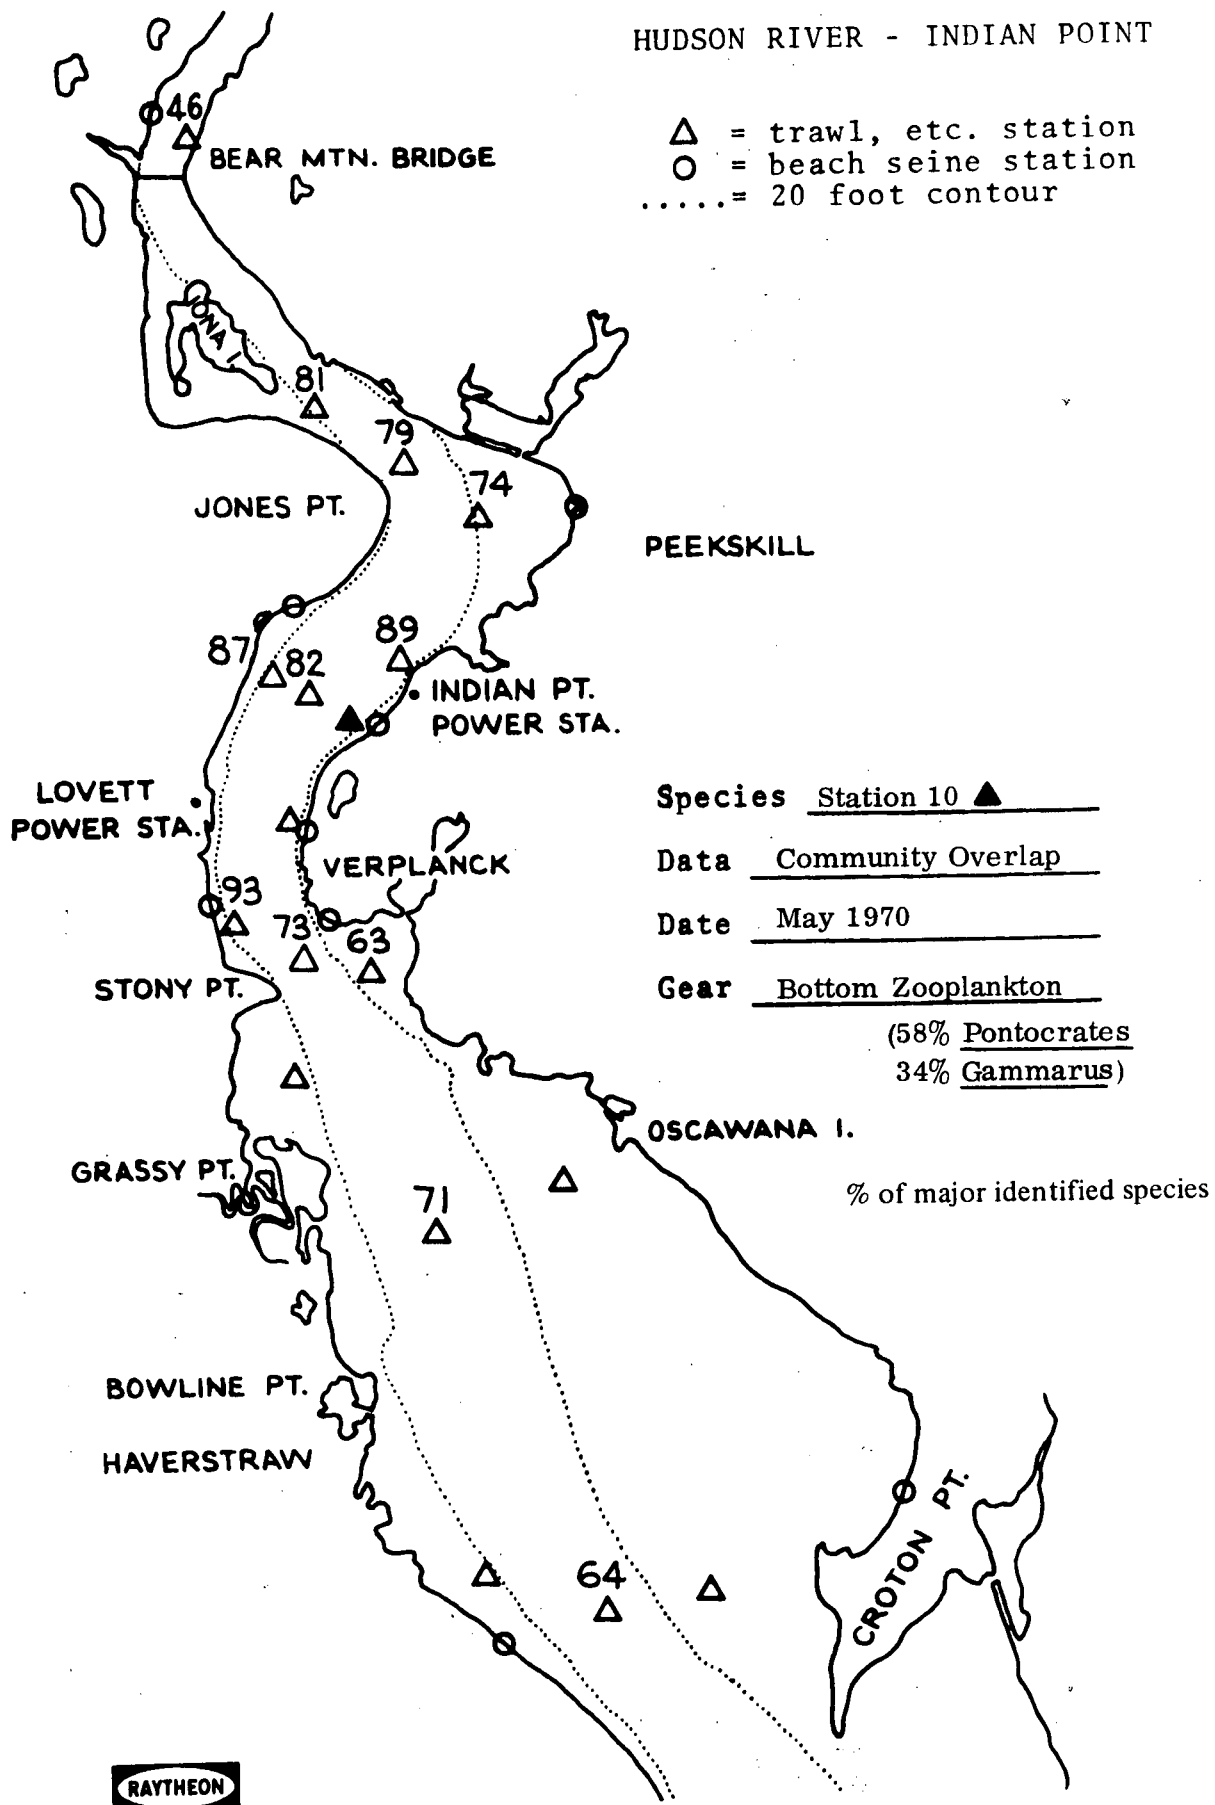 HUDSON RIVER - INDIAN POINT
△ = trawl, etc. station
○ = beach seine station
.....= 20 foot contour
46
BEAR MTN. BRIDGE
IONA I.
81
79
74
JONES PT.
PEEKSKILL
87
82
89
INDIAN PT.
POWER STA.
LOVETT
POWER STA.
VERPLANCK
Species Station 10 ▲
Data Community Overlap
Date May 1970
Gear Bottom Zooplankton
(58% Pontocrates
34% Gammarus)
93
73
63
STONY PT.
OSCAWANA I.
GRASSY PT.
% of major identified species
71
BOWLINE PT.
HAVERSTRAW
CROTON PT.
64
RAYTHEON